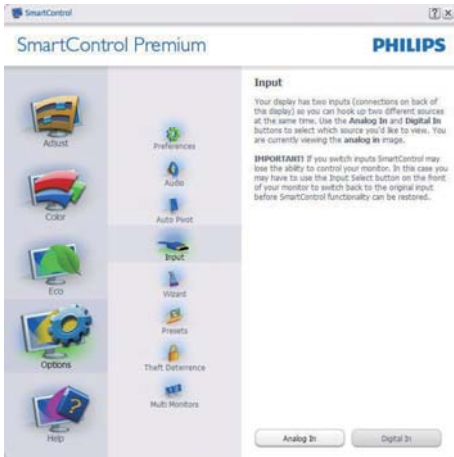 SmartControl
SmartControl Premium
PHILIPS
Adjust
Color
Eco
Options
Help
Preferences
Audio
Auto Pivot
Input
Wizard
Presets
Theft Deterrence
Multi Monitors
Input
Your display has two inputs (connections on back of
this display) so you can hook up two different sources
at the same time. Use the Analog In and Digital In
buttons to select which source you'd like to view. You
are currently viewing the analog in image.
IMPORTANT! If you switch inputs SmartControl may
lose the ability to control your monitor. In this case you
may have to use the Input Select button on the front
of your monitor to switch back to the original input
before SmartControl functionality can be restored.
Analog In
Digital In